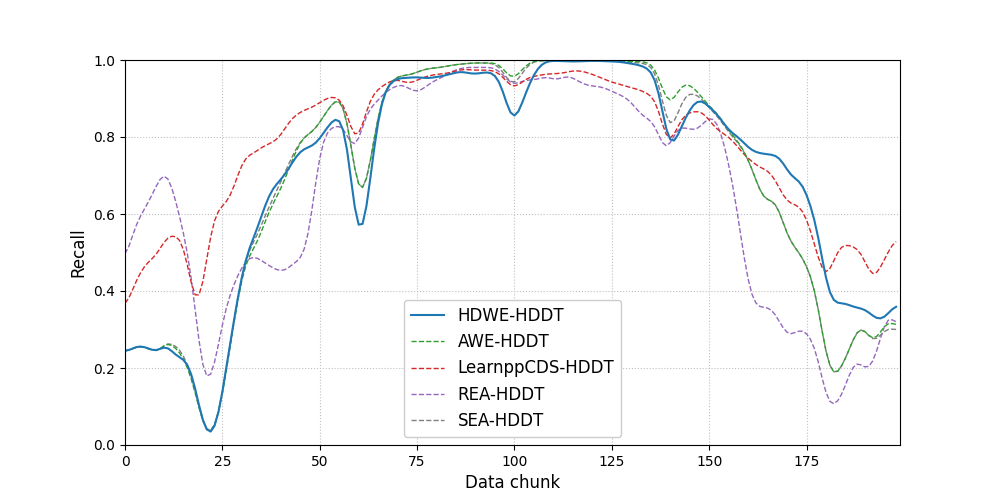 1.0
0.8
0.6
0.4
0.2
0.0
Recall
HDWE-HDDT
AWE-HDDT
LearnppCDS-HDDT
REA-HDDT
SEA-HDDT
0 25 50 75 100 125 150 175
Data chunk